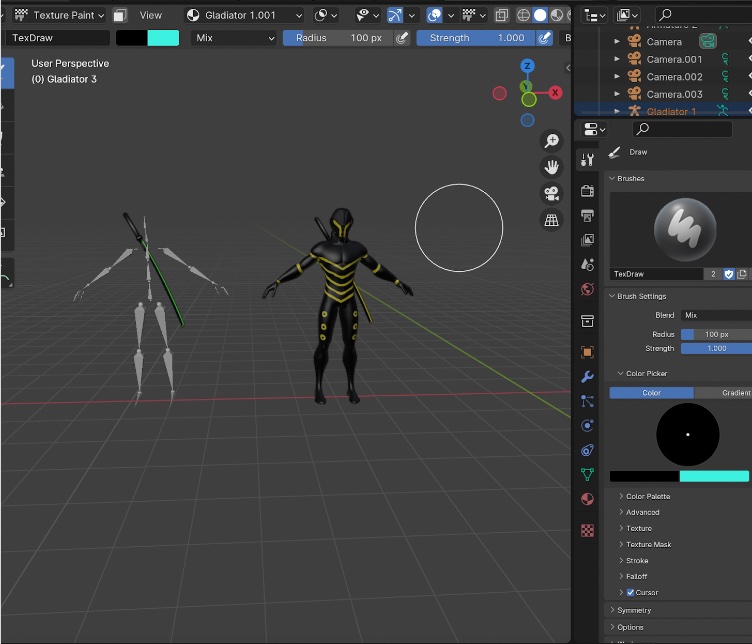 Texture Paint View Gladiator 1.001
TexDraw Mix Radius 100 px Strength 1.000 B
User Perspective
(0) Gladiator 3
Z
Y
X
Camera
Camera.001
Camera.002
Camera.003
Gladiator 1
Draw
Brushes
TexDraw 2
Brush Settings
Blend Mix
Radius 100 px
Strength 1.000
Color Picker
Color Gradient
Color Palette
Advanced
Texture
Texture Mask
Stroke
Falloff
Cursor
Symmetry
Options